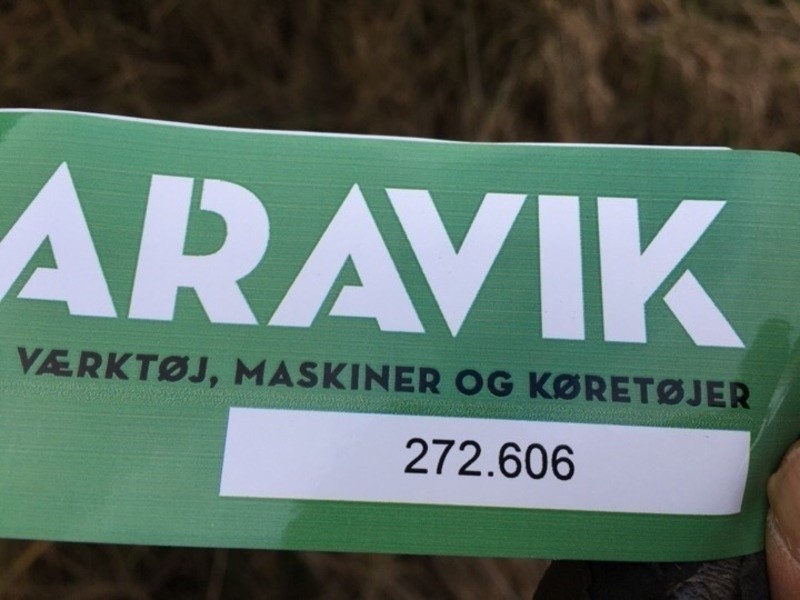 ARAVIK
VÆRKTØJ, MASKINER OG KØRETØJER
272.606